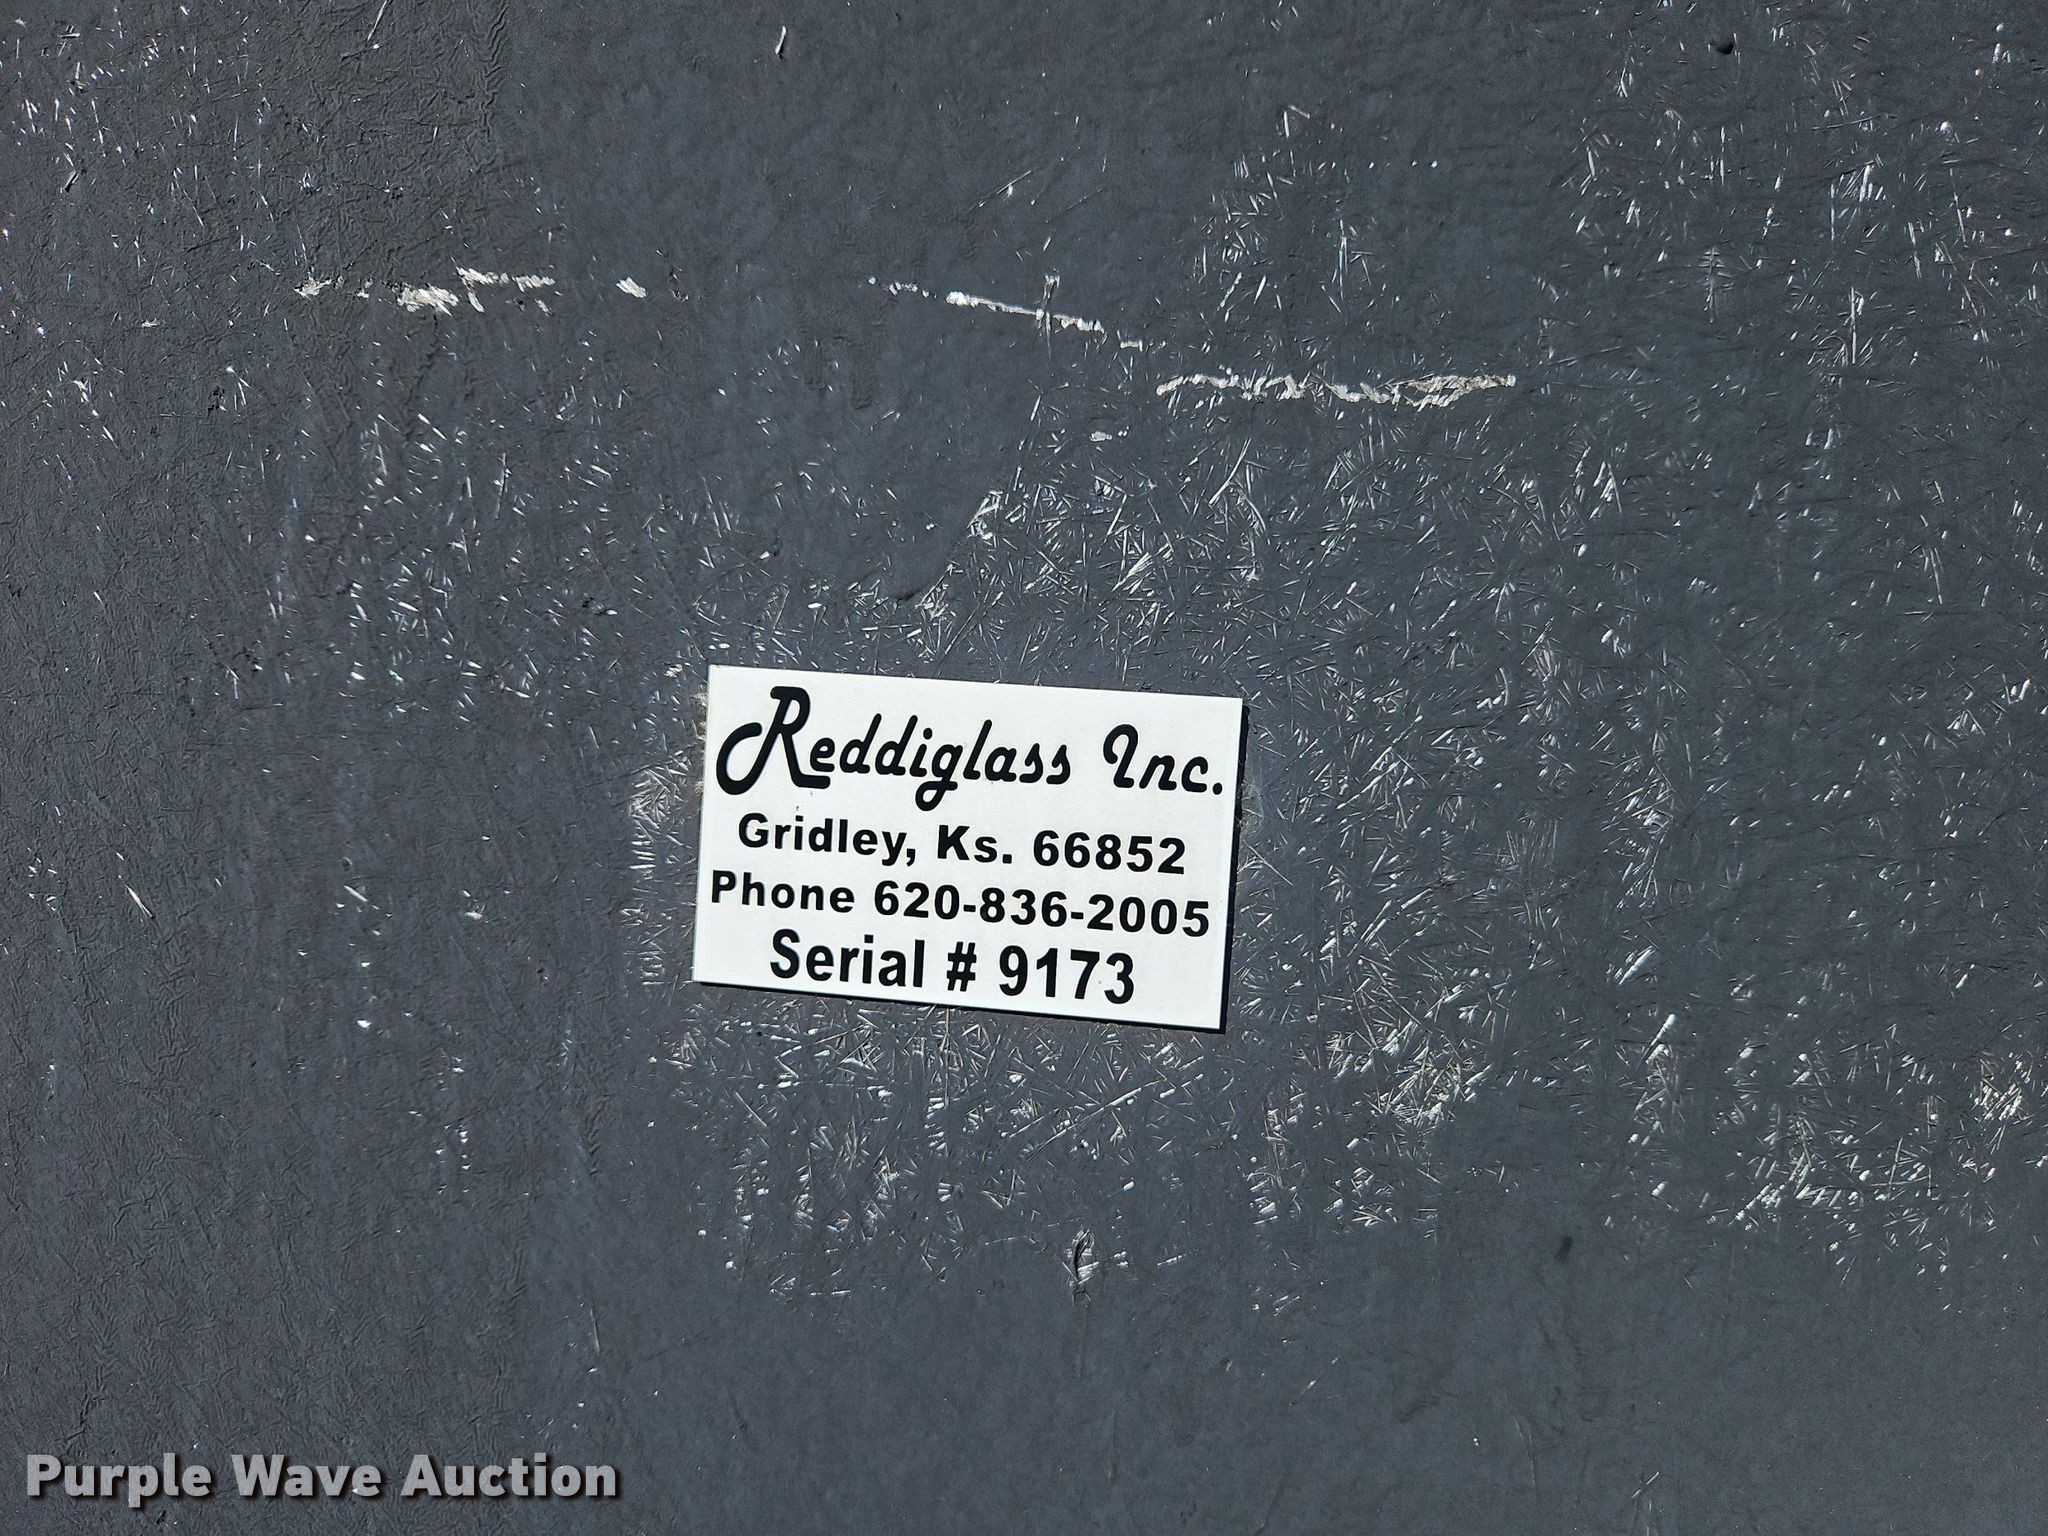 Reddiglass Inc.
Gridley, Ks. 66852
Phone 620-836-2005
Serial # 9173
Purple Wave Auction